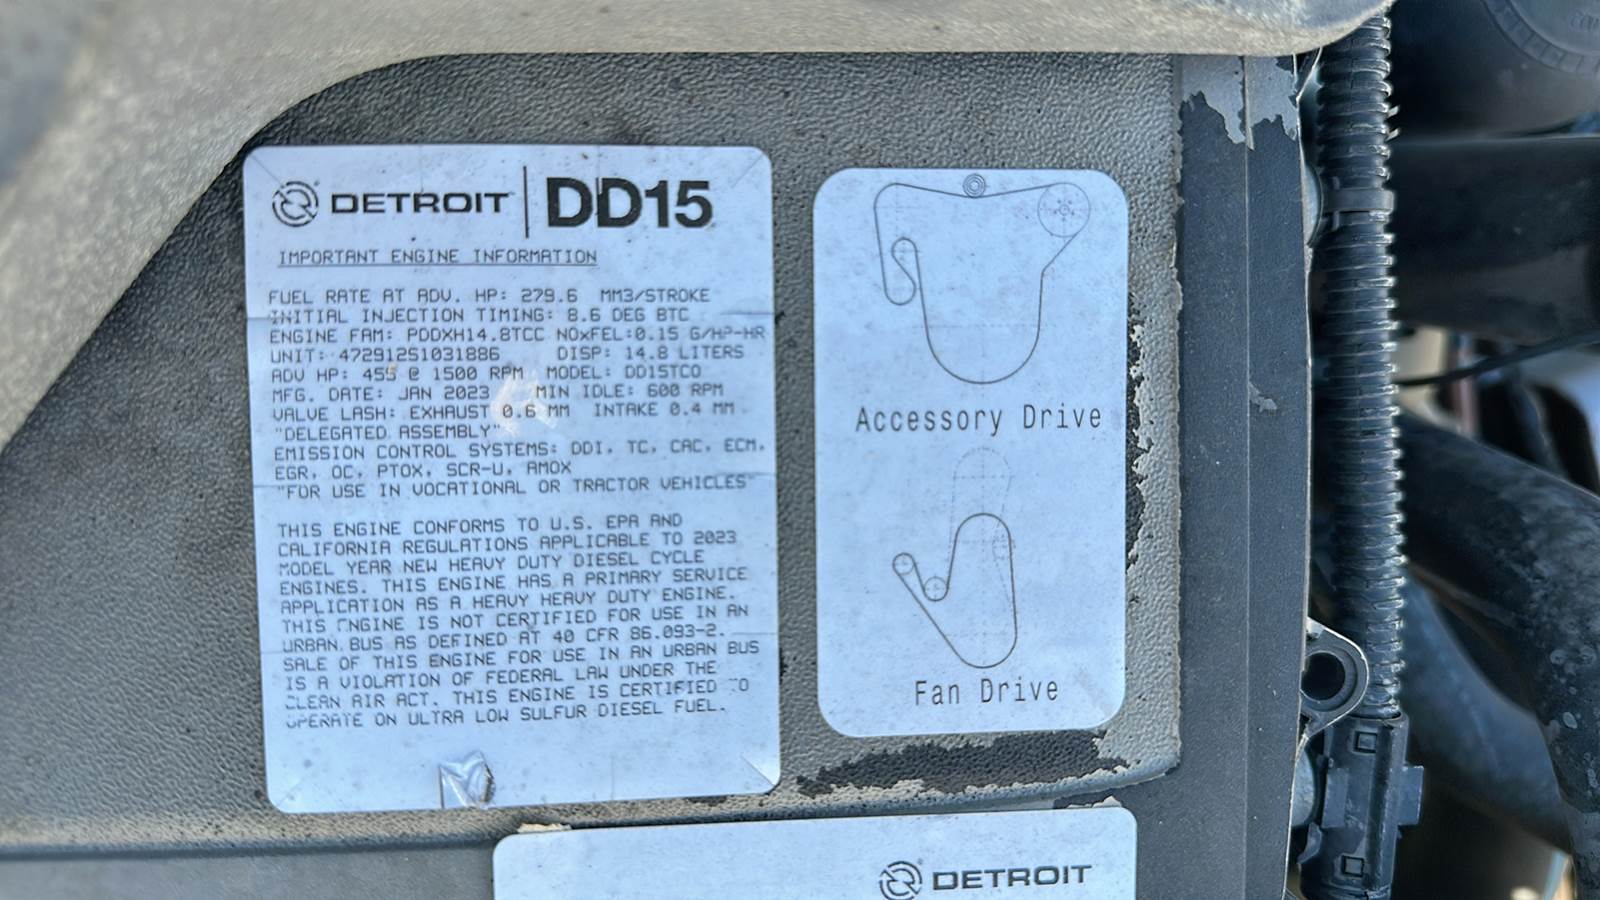 DETROIT DD15
IMPORTANT ENGINE INFORMATION
FUEL RATE AT ADV. HP: 279.6 MM3/STROKE
INITIAL INJECTION TIMING: 8.6 DEG BTC
ENGINE FAM: PDDXH14.8TCC NOxFEL:0.15 G/HP-HR
UNIT: 472912S1031886 DISP: 14.8 LITERS
ADV HP: 455 @ 1500 RPM MODEL: DD15TCO
MFG. DATE: JAN 2023 MIN IDLE: 600 RPM
VALVE LASH: EXHAUST 0.6 MM INTAKE 0.4 MM
"DELEGATED ASSEMBLY"
EMISSION CONTROL SYSTEMS: DDI, TC, CAC, ECM,
EGR, OC, PTOX, SCR-U, AMOX
"FOR USE IN VOCATIONAL OR TRACTOR VEHICLES"
THIS ENGINE CONFORMS TO U.S. EPA AND
CALIFORNIA REGULATIONS APPLICABLE TO 2023
MODEL YEAR NEW HEAVY DUTY DIESEL CYCLE
ENGINES. THIS ENGINE HAS A PRIMARY SERVICE
APPLICATION AS A HEAVY HEAVY DUTY ENGINE.
THIS ENGINE IS NOT CERTIFIED FOR USE IN AN
URBAN BUS AS DEFINED AT 40 CFR 86.093-2.
SALE OF THIS ENGINE FOR USE IN AN URBAN BUS
IS A VIOLATION OF FEDERAL LAW UNDER THE
CLEAN AIR ACT. THIS ENGINE IS CERTIFIED TO
OPERATE ON ULTRA LOW SULFUR DIESEL FUEL.
Accessory Drive
Fan Drive
DETROIT